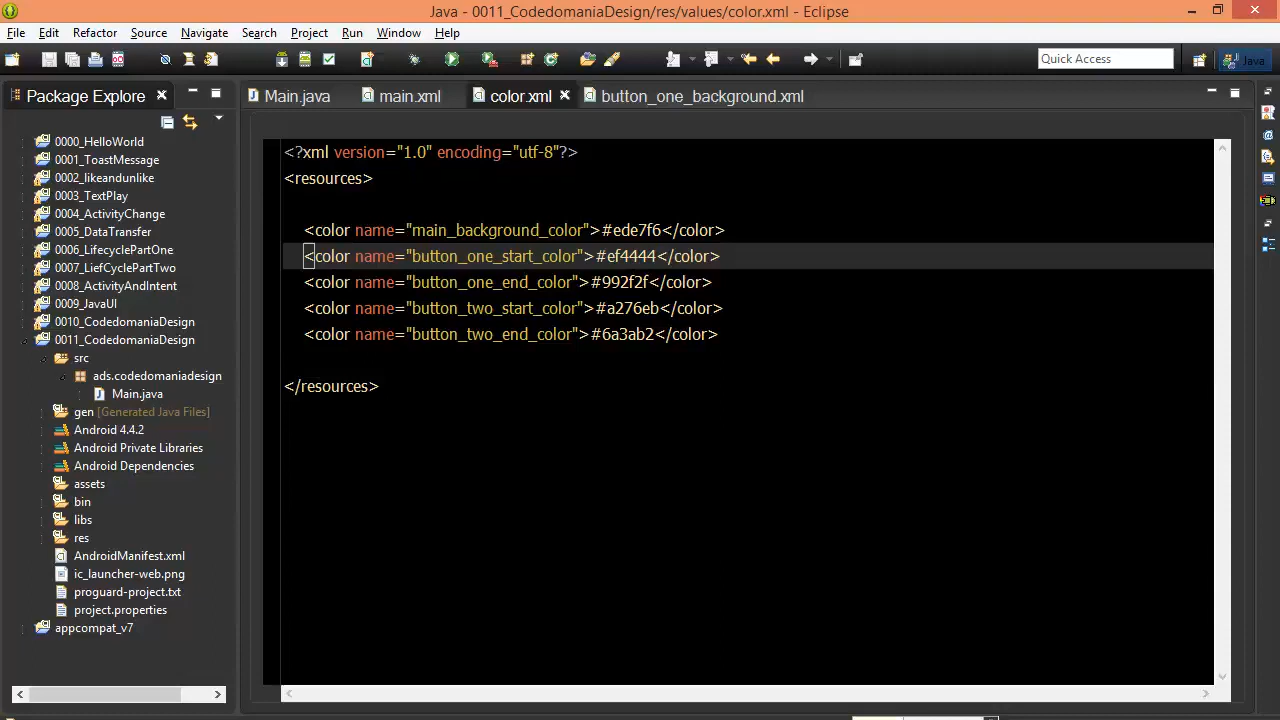 Java - 0011_CodedomaniaDesign/res/values/color.xml - Eclipse
File Edit Refactor Source Navigate Search Project Run Window Help
Quick Access
Java
Package Explore
Main.java
main.xml
color.xml
button_one_background.xml
0000_HelloWorld
0001_ToastMessage
0002_likeandunlike
0003_TextPlay
0004_ActivityChange
0005_DataTransfer
0006_LifecyclePartOne
0007_LiefCyclePartTwo
0008_ActivityAndIntent
0009_JavaUI
0010_CodedomaniaDesign
0011_CodedomaniaDesign
src
ads.codedomaniadesign
Main.java
gen [Generated Java Files]
Android 4.4.2
Android Private Libraries
Android Dependencies
assets
bin
libs
res
AndroidManifest.xml
ic_launcher-web.png
proguard-project.txt
project.properties
appcompat_v7
<?xml version="1.0" encoding="utf-8"?>
<resources>
<color name="main_background_color">#ede7f6</color>
<color name="button_one_start_color">#ef4444</color>
<color name="button_one_end_color">#992f2f</color>
<color name="button_two_start_color">#a276eb</color>
<color name="button_two_end_color">#6a3ab2</color>
</resources>